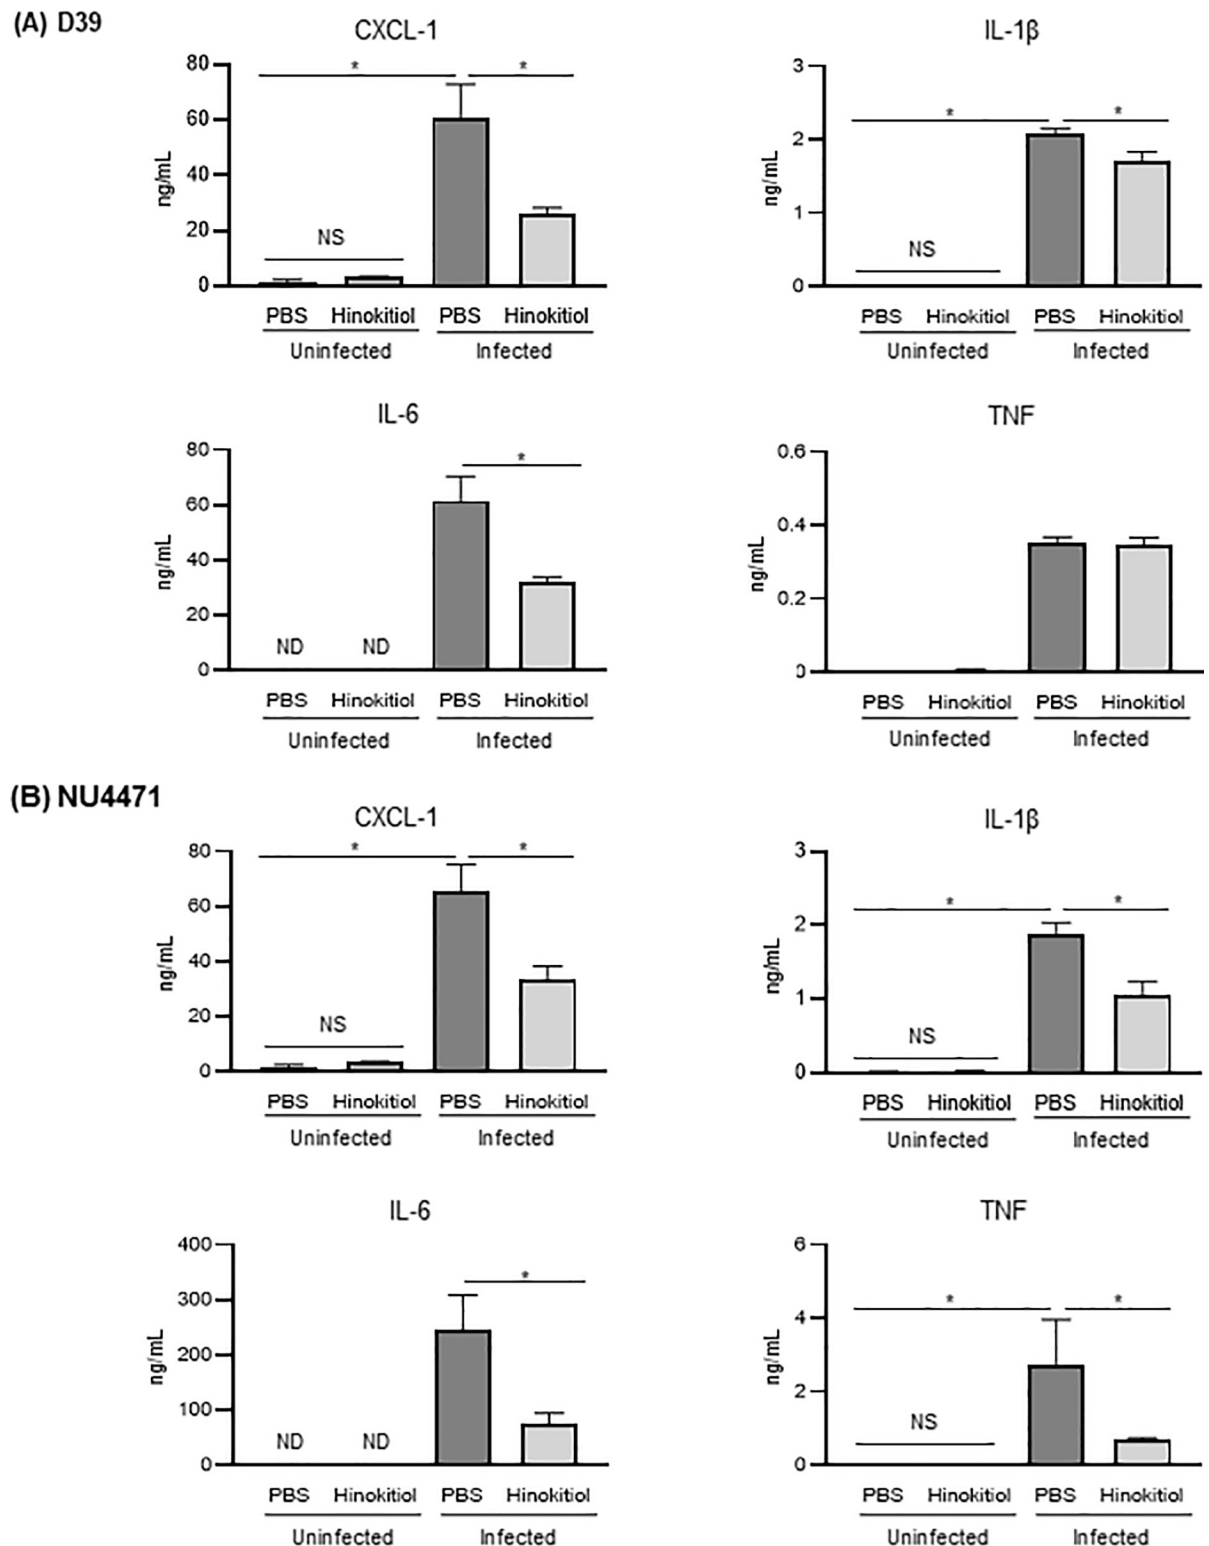 (A) D39
CXCL-1
80
60
40
20
0
ng/mL
*
*
NS
PBS Hinokitiol PBS Hinokitiol
Uninfected Infected
IL-1β
3
2
1
0
ng/mL
*
*
NS
PBS Hinokitiol PBS Hinokitiol
Uninfected Infected
IL-6
80
60
40
20
0
ng/mL
*
ND ND
PBS Hinokitiol PBS Hinokitiol
Uninfected Infected
TNF
0.6
0.4
0.2
0
ng/mL
PBS Hinokitiol PBS Hinokitiol
Uninfected Infected
(B) NU4471
CXCL-1
80
60
40
20
0
ng/mL
*
*
NS
PBS Hinokitiol PBS Hinokitiol
Uninfected Infected
IL-1β
3
2
1
0
ng/mL
*
*
NS
PBS Hinokitiol PBS Hinokitiol
Uninfected Infected
IL-6
400
300
200
100
0
ng/mL
*
ND ND
PBS Hinokitiol PBS Hinokitiol
Uninfected Infected
TNF
6
4
2
0
ng/mL
*
*
NS
PBS Hinokitiol PBS Hinokitiol
Uninfected Infected